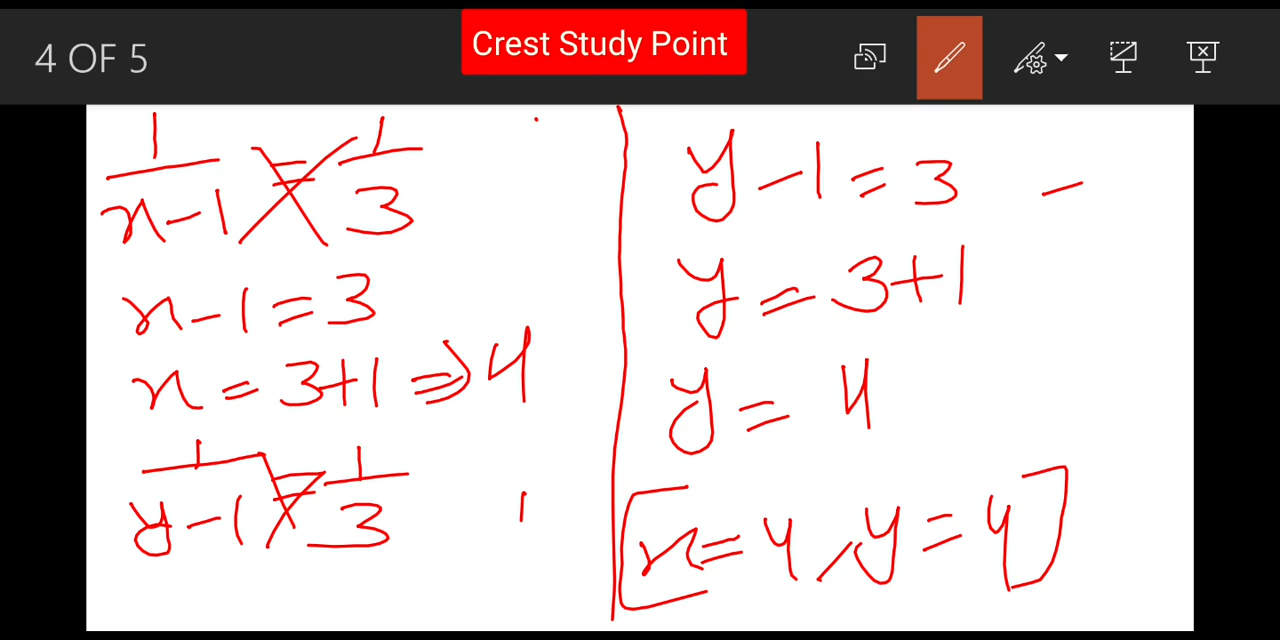 4 OF 5
Crest Study Point
1/(x-1) = 1/3
x-1=3
x=3+1⇒4
1/(y-1) = 1/3
y-1=3 -
y=3+1
y=4
[x=4, y=4]